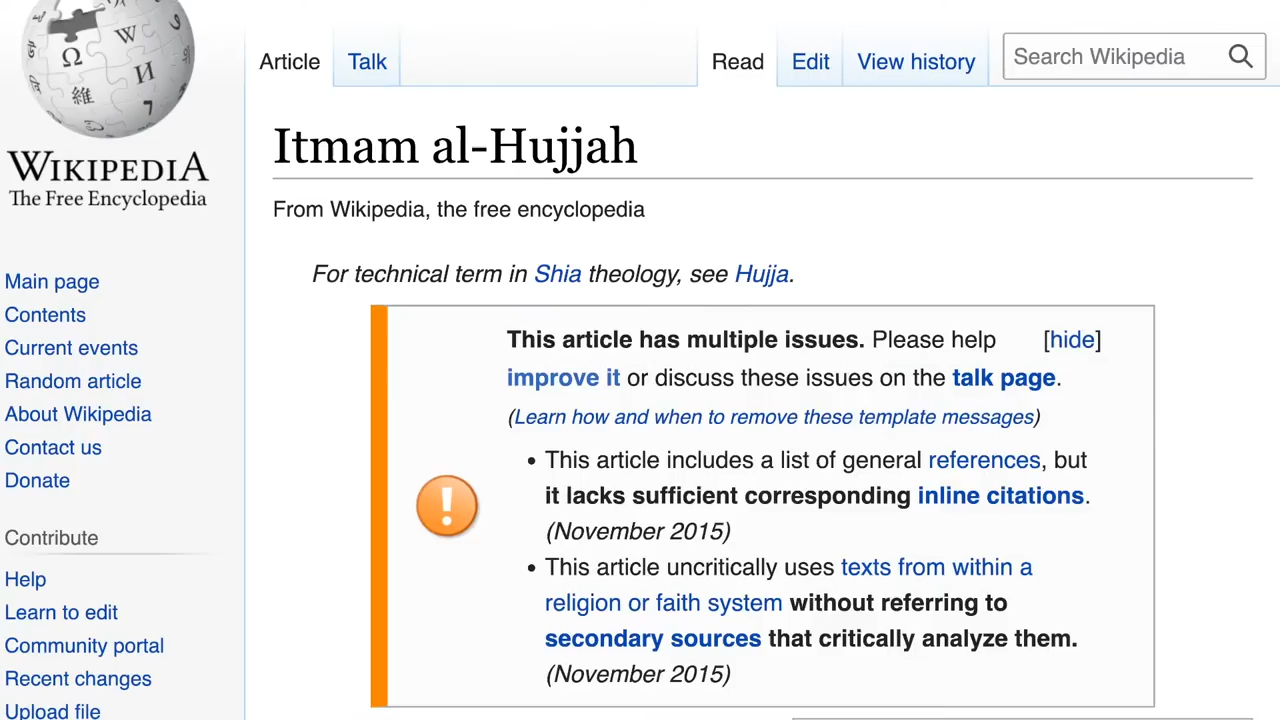 Ω W И 維 7
WIKIPEDIA
The Free Encyclopedia
Main page
Contents
Current events
Random article
About Wikipedia
Contact us
Donate
Contribute
Help
Learn to edit
Community portal
Recent changes
Upload file
Article Talk Read Edit View history Search Wikipedia
Itmam al-Hujjah
From Wikipedia, the free encyclopedia
For technical term in Shia theology, see Hujja.
This article has multiple issues. Please help [hide]
improve it or discuss these issues on the talk page.
(Learn how and when to remove these template messages)
• This article includes a list of general references, but
it lacks sufficient corresponding inline citations.
(November 2015)
• This article uncritically uses texts from within a
religion or faith system without referring to
secondary sources that critically analyze them.
(November 2015)